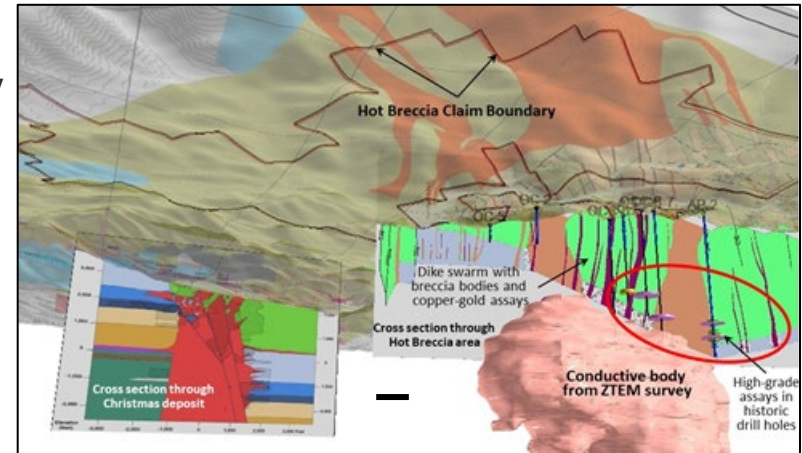 Hot Breccia Claim Boundary
Dike swarm with
breccia bodies and
copper-gold assays
Cross section through
Hot Breccia area
Conductive body
from ZTEM survey
High-grade
assays in
historic
drill holes
Cross section through
Christmas deposit